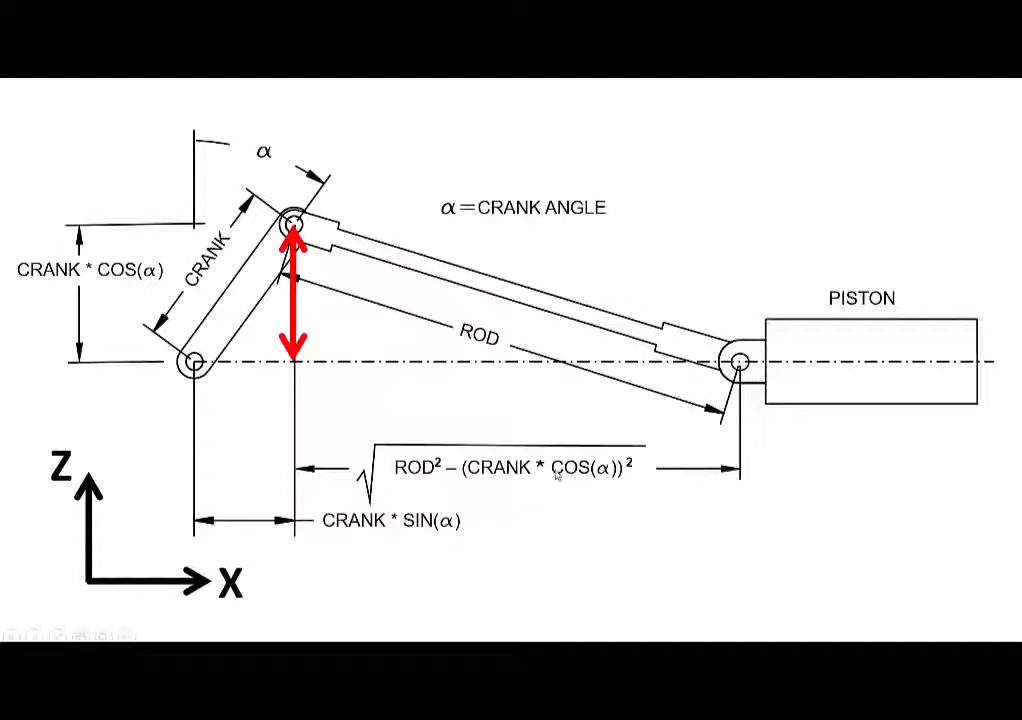 α
α=CRANK ANGLE
CRANK
CRANK * COS(α)
PISTON
ROD
Z
ROD² – (CRANK * COS(α))²
CRANK * SIN(α)
X